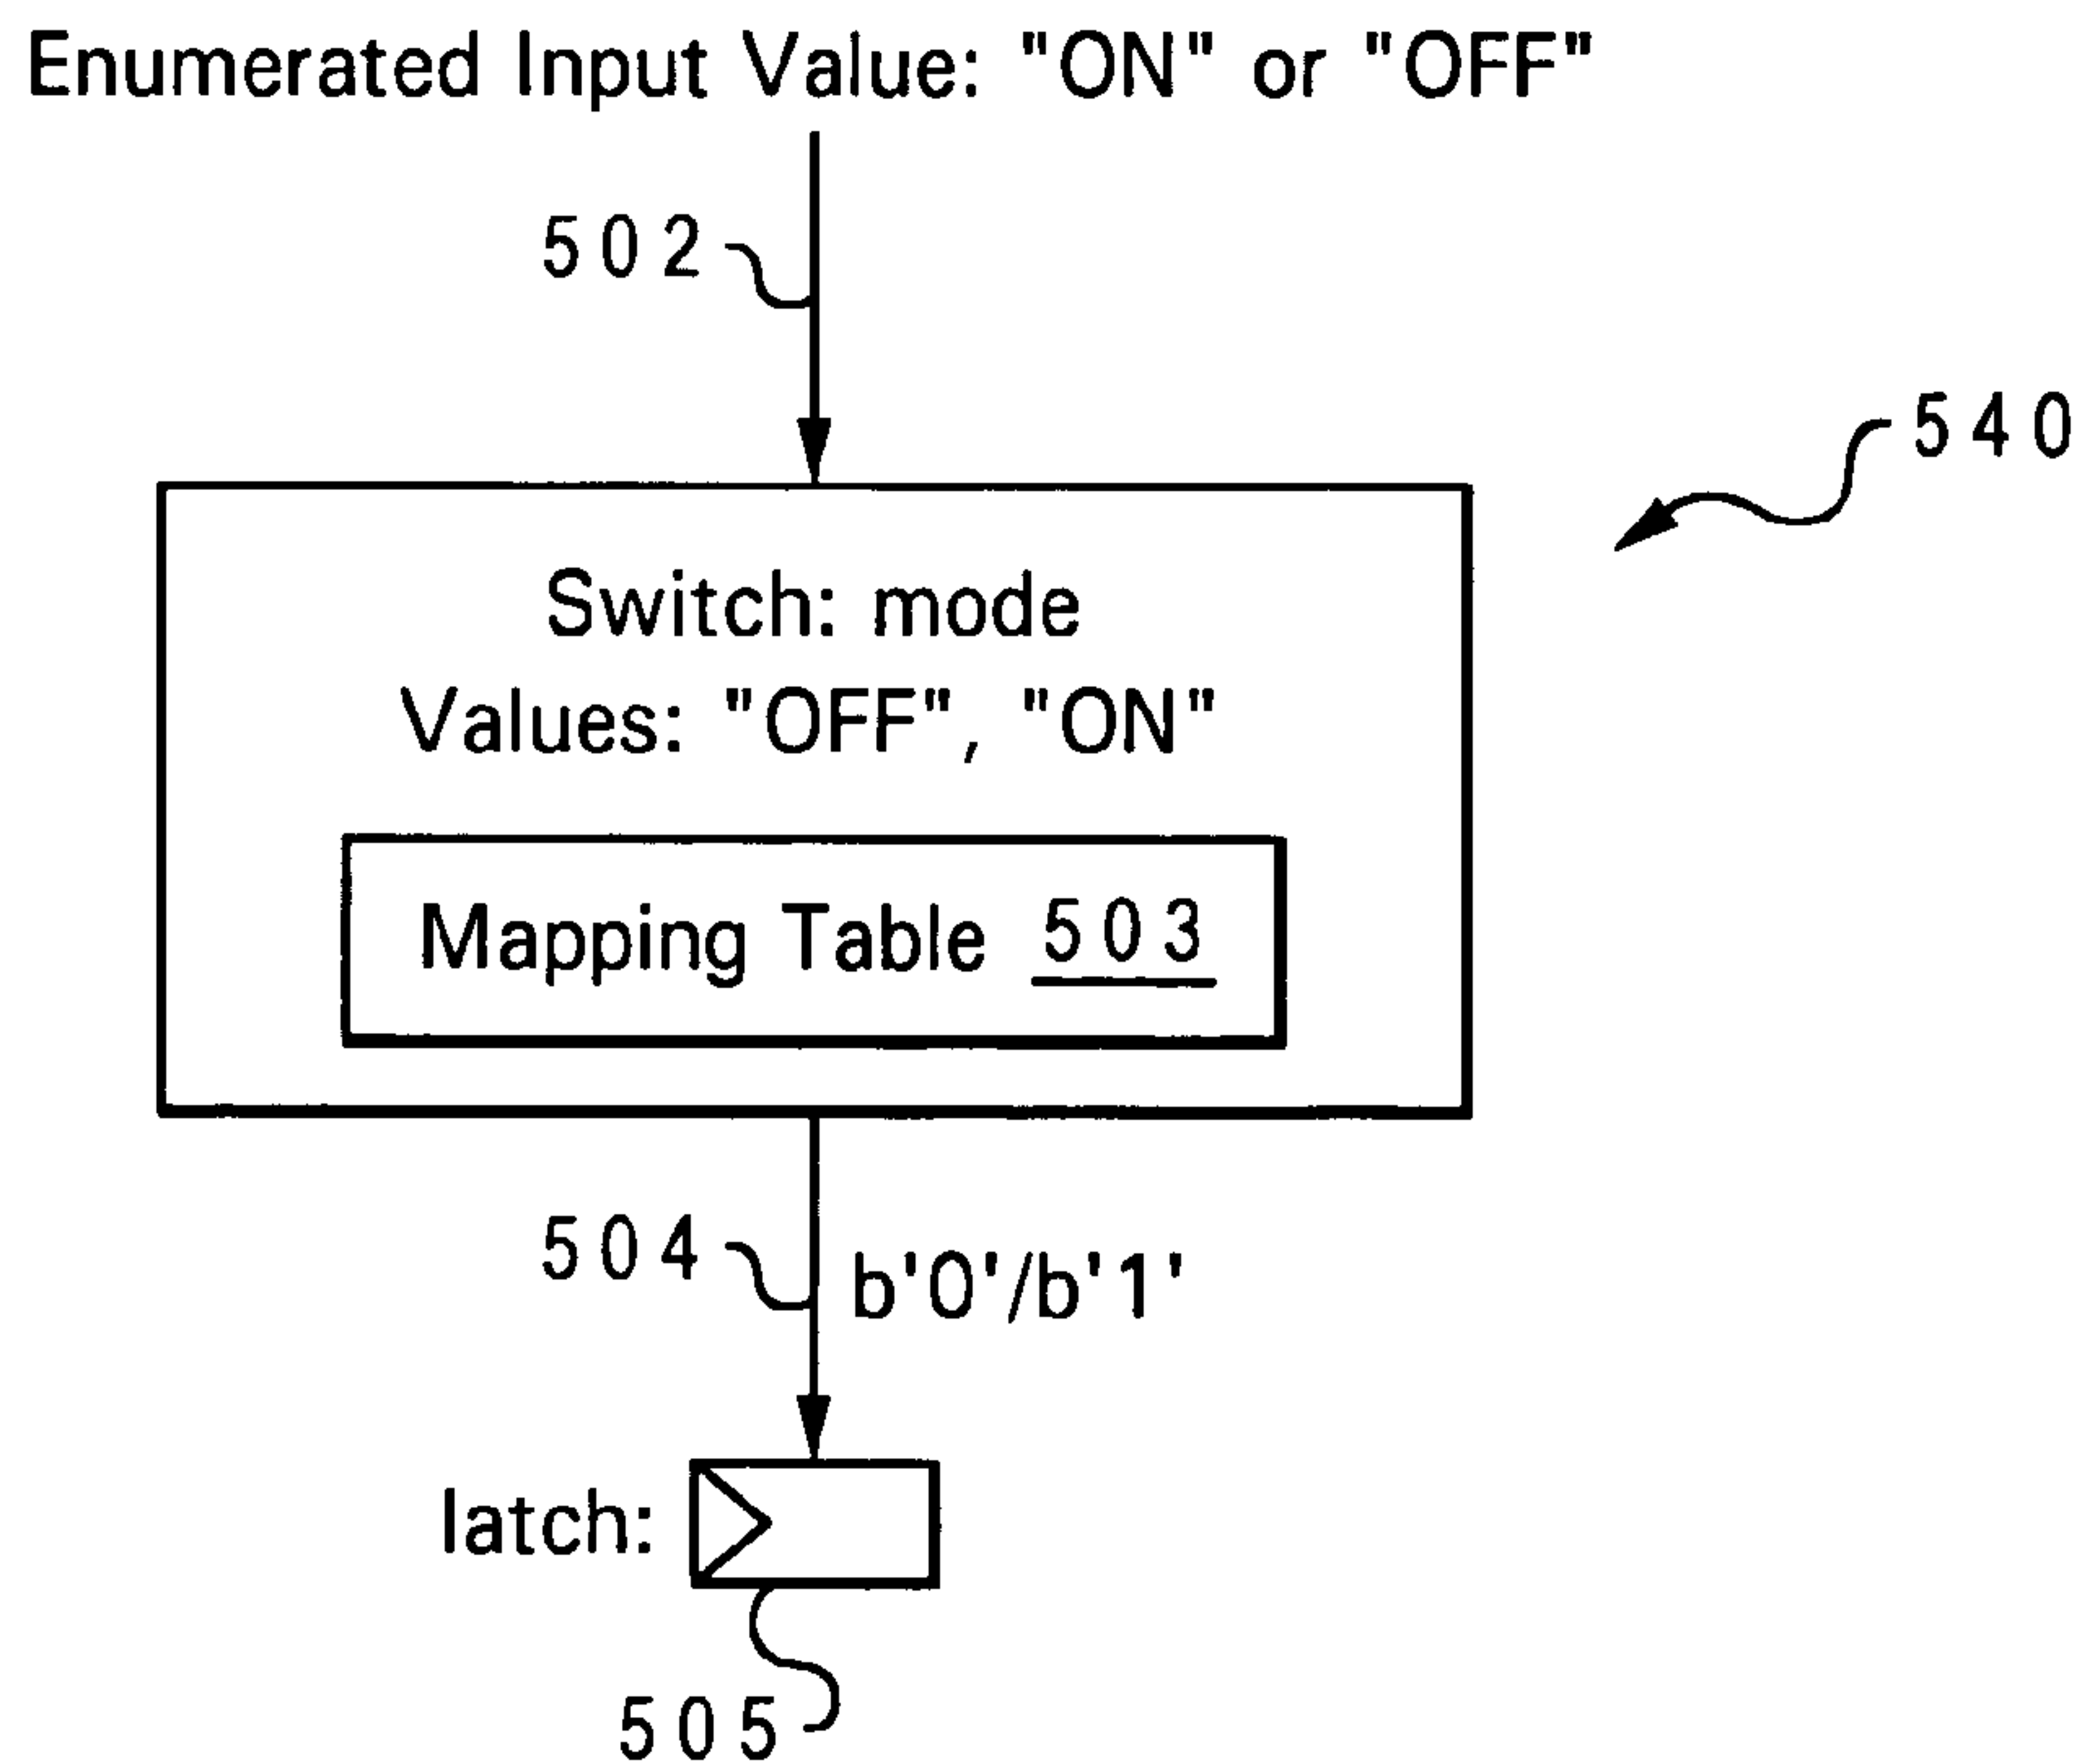 Enumerated Input Value: "ON" or "OFF"
502
540
Switch: mode
Values: "OFF", "ON"
Mapping Table 503
504
b'0'/b'1'
latch:
505